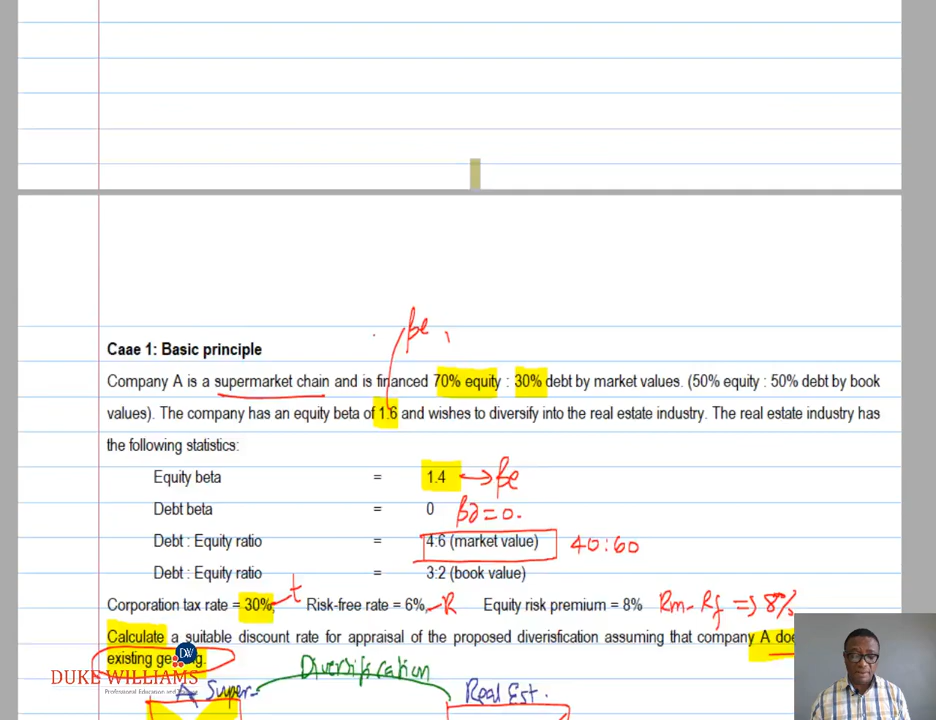 βe
Caae 1: Basic principle
Company A is a supermarket chain and is financed 70% equity : 30% debt by market values. (50% equity : 50% debt by book
values). The company has an equity beta of 1.6 and wishes to diversify into the real estate industry. The real estate industry has
the following statistics:
Equity beta = 1.4 → βe
Debt beta = 0 βd = 0.
Debt : Equity ratio = 4:6 (market value) 40:60
Debt : Equity ratio = 3:2 (book value)
t
Corporation tax rate = 30%, Risk-free rate = 6%, R Equity risk premium = 8% Rm - Rf => 8%
Calculate a suitable discount rate for appraisal of the proposed diverisfication assuming that company A
existing
DW
DUKE WILLIAMS
Diversification
A Super- Real Est.